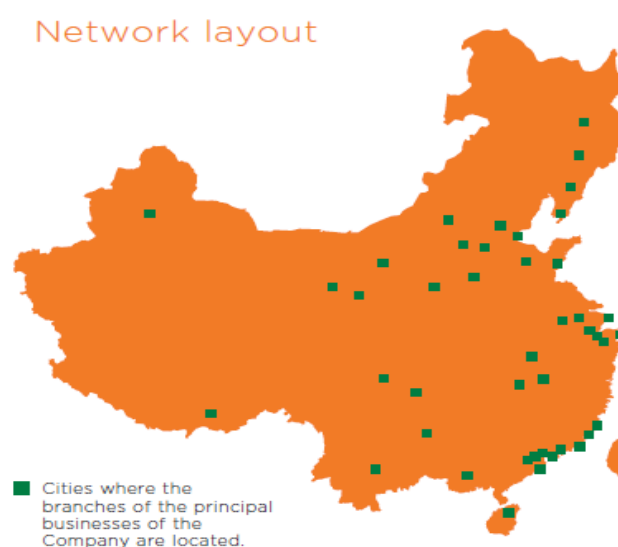 Network layout
Cities where the
branches of the principal
businesses of the
Company are located.